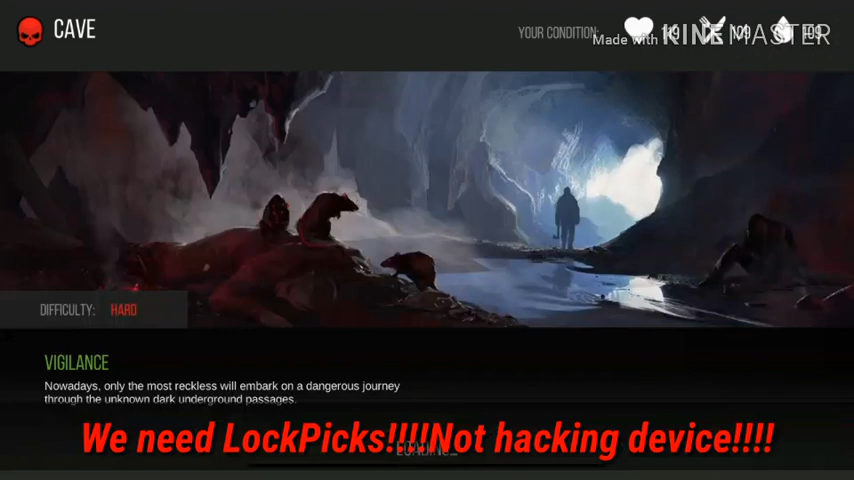 CAVE
YOUR CONDITION:
109
Made with KINEMASTER
DIFFICULTY: HARD
VIGILANCE
Nowadays, only the most reckless will embark on a dangerous journey
through the unknown dark underground passages.
We need LockPicks!!!!Not hacking device!!!!